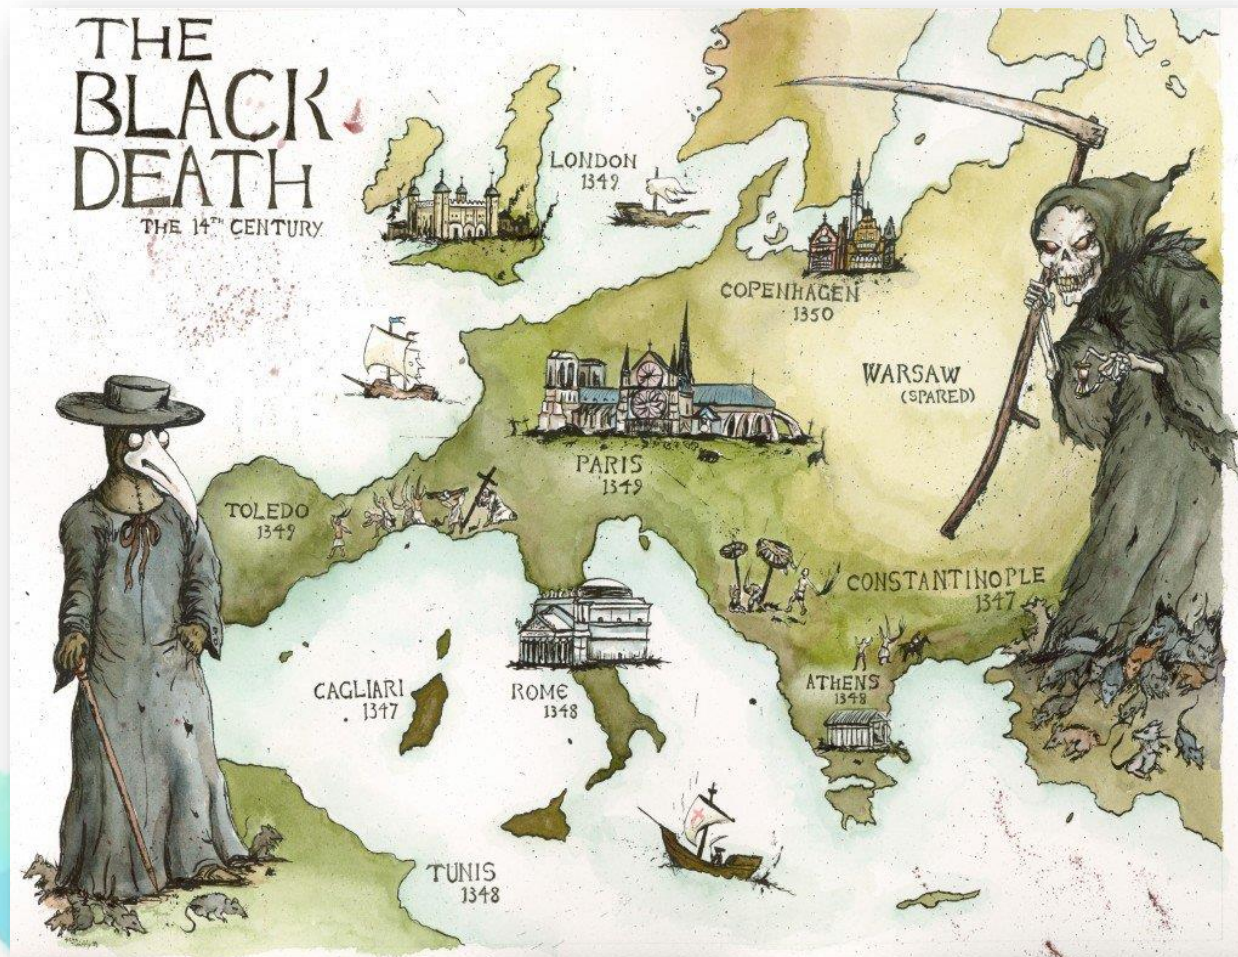 THE
BLACK
DEATH
THE 14TH CENTURY
LONDON
1349
COPENHAGEN
1350
WARSAW
(SPARED)
PARIS
1349
TOLEDO
1349
CONSTANTINOPLE
1347
CAGLIARI
1347
ROME
1348
ATHENS
1348
TUNIS
1348